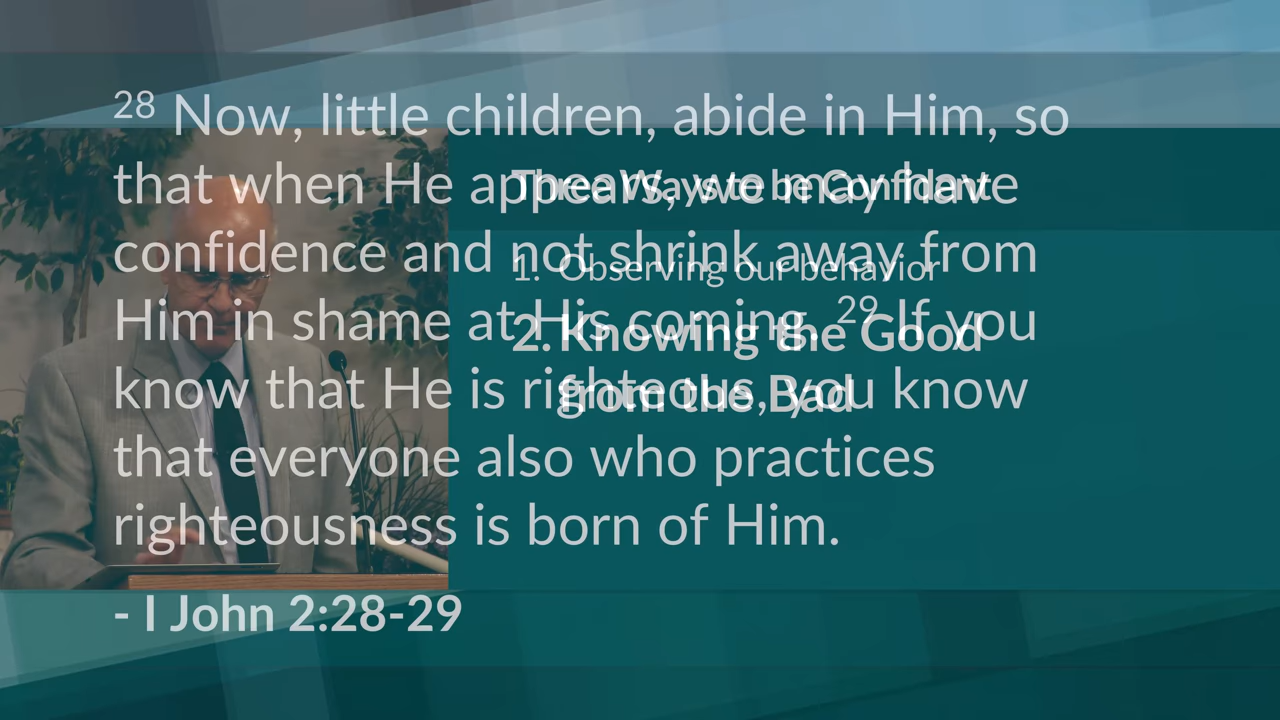 28 Now, little children, abide in Him, so
that when He appears, we may have
confidence and not shrink away from
Him in shame at His coming. 29 If you
know that He is righteous, you know
that everyone also who practices
righteousness is born of Him.
- I John 2:28-29
Three Ways to be Confidant
1. Observing our behavior
2. Knowing the Good
from the Bad